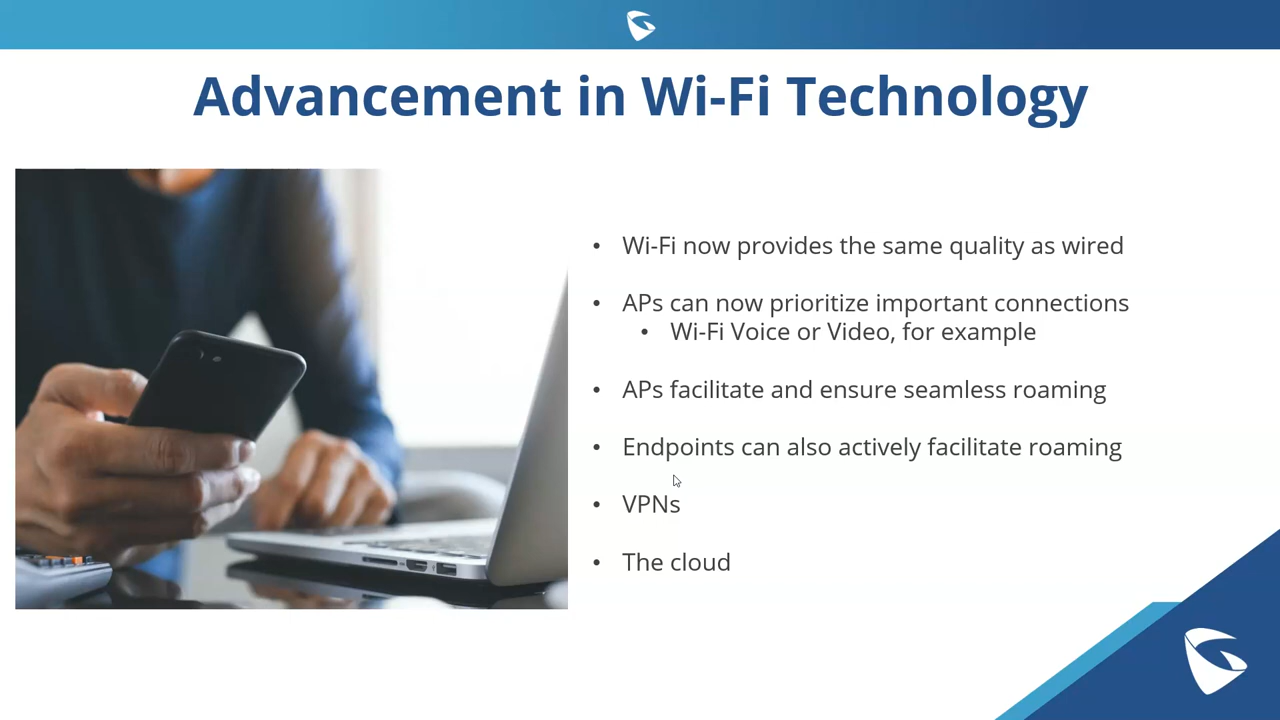 Advancement in Wi-Fi Technology
• Wi-Fi now provides the same quality as wired
• APs can now prioritize important connections
• Wi-Fi Voice or Video, for example
• APs facilitate and ensure seamless roaming
• Endpoints can also actively facilitate roaming
• VPNs
• The cloud